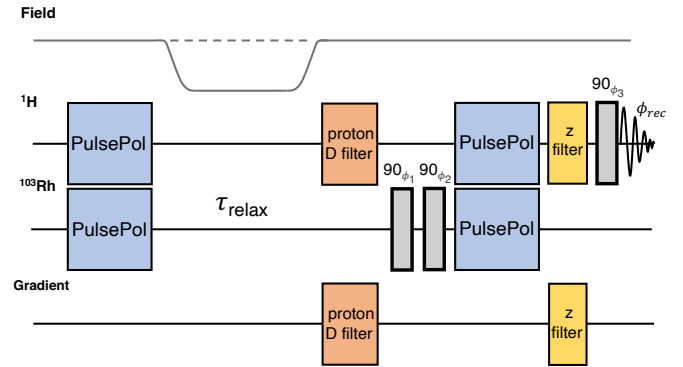 Field
¹H
90ϕ₃
ϕrec
PulsePol
proton
D filter
PulsePol
z
filter
¹⁰³Rh
90ϕ₁ 90ϕ₂
PulsePol
τrelax
PulsePol
Gradient
proton
D filter
z
filter